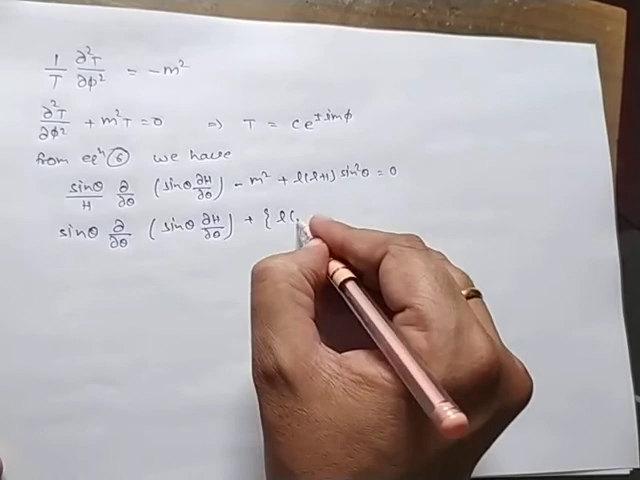 1/T ∂²T/∂φ² = -m²
∂²T/∂φ² + m²T = 0 ⇒ T = ce^±imφ
from eqⁿ ⑥ we have
sinθ/H ∂/∂θ (sinθ ∂H/∂θ) - m² + l(l+1) sin²θ = 0
sinθ ∂/∂θ (sinθ ∂H/∂θ) + { l(